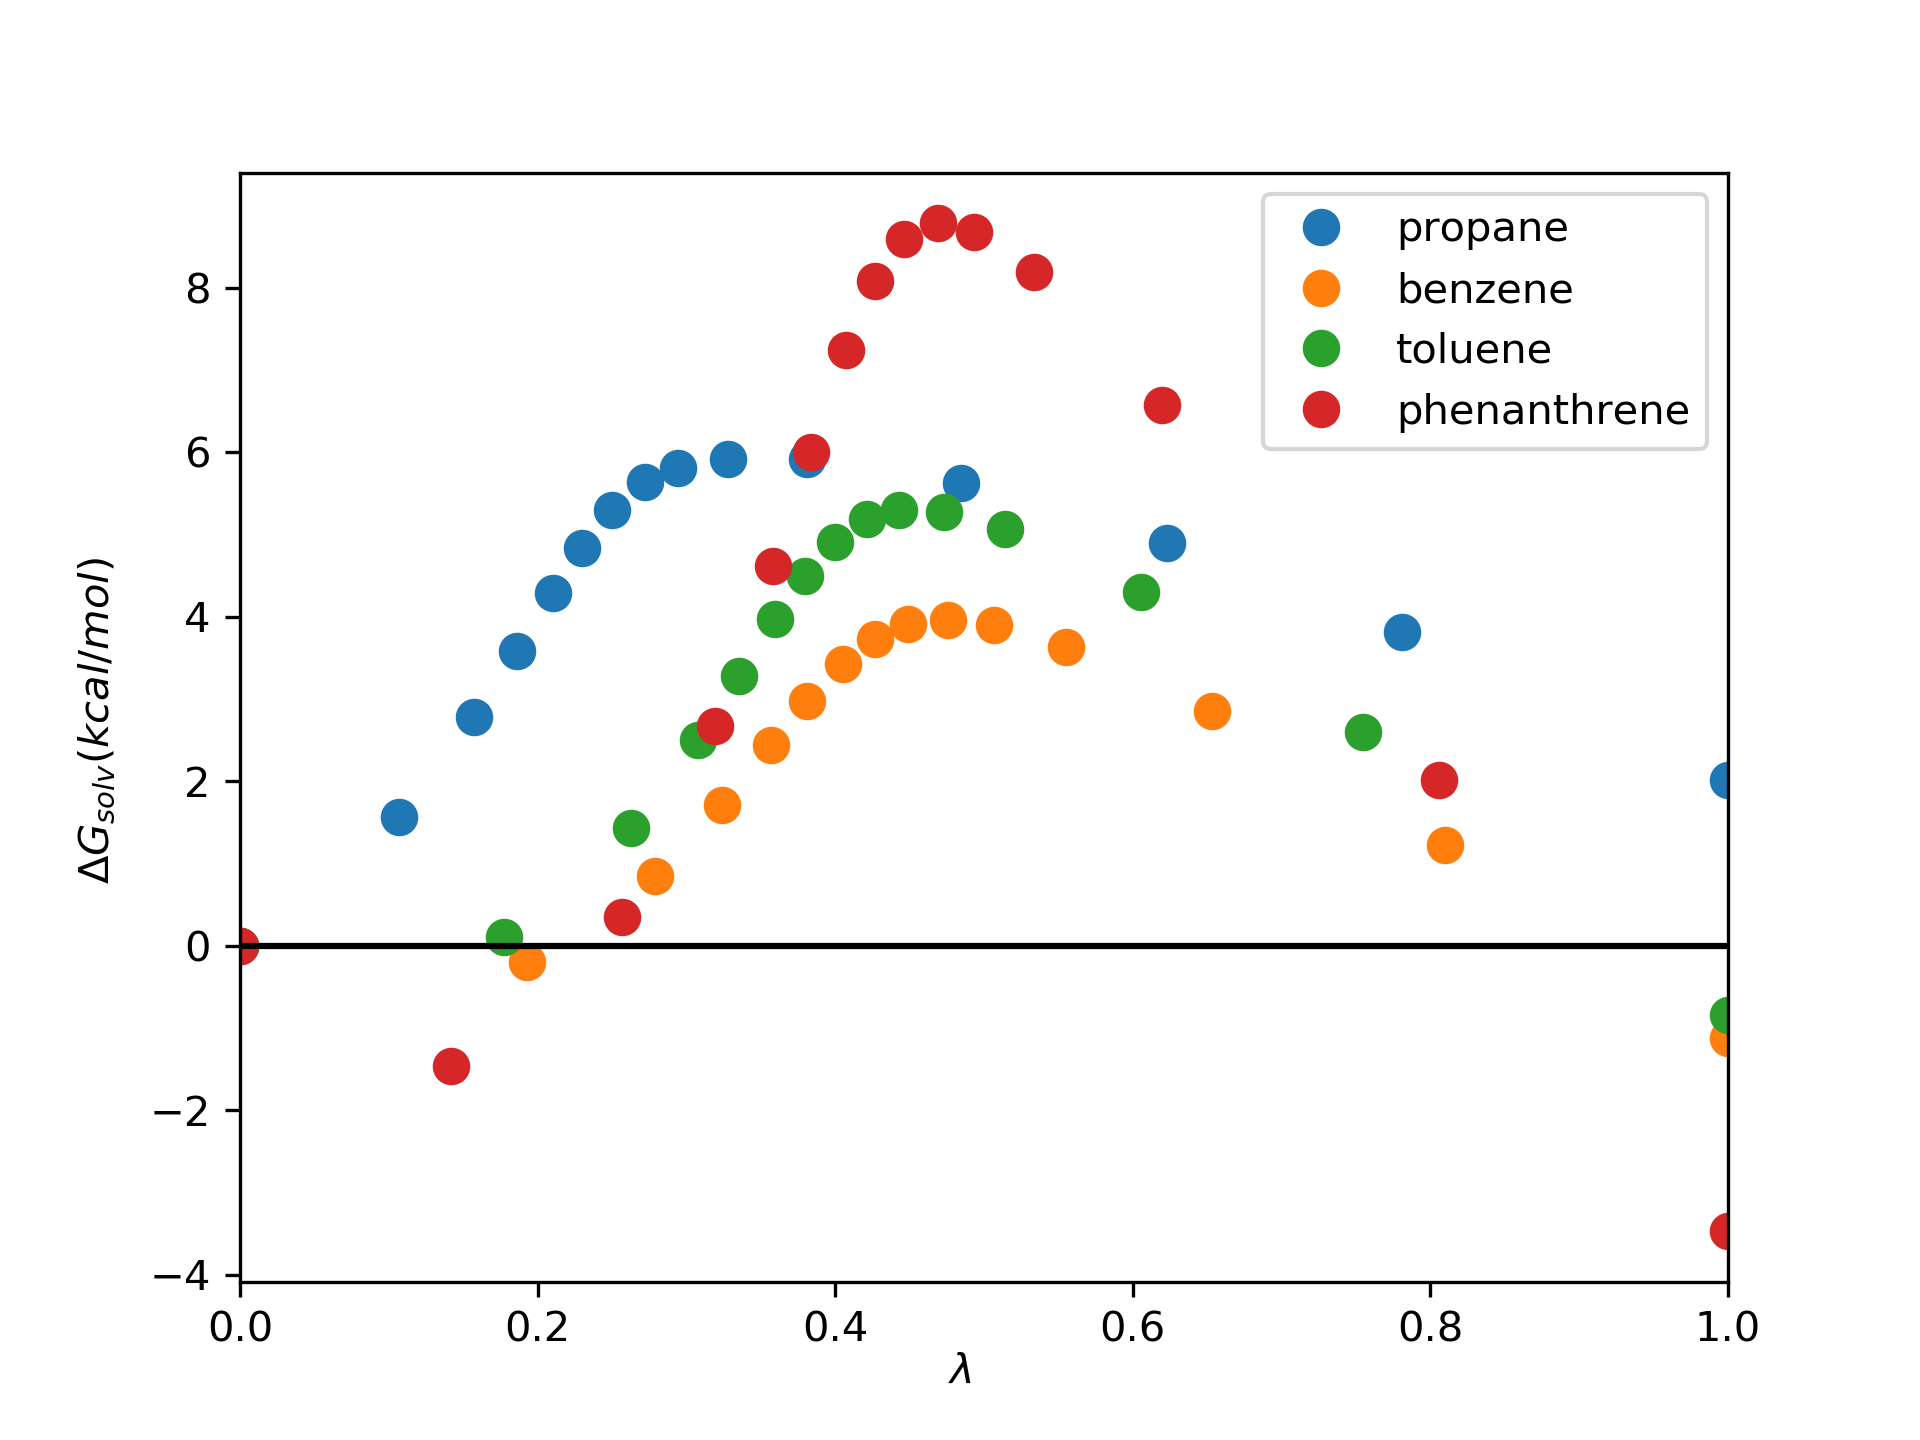 propane
benzene
toluene
phenanthrene
8
6
4
2
0
−2
−4
ΔG_solv(kcal/mol)
0.0 0.2 0.4 0.6 0.8 1.0
λ